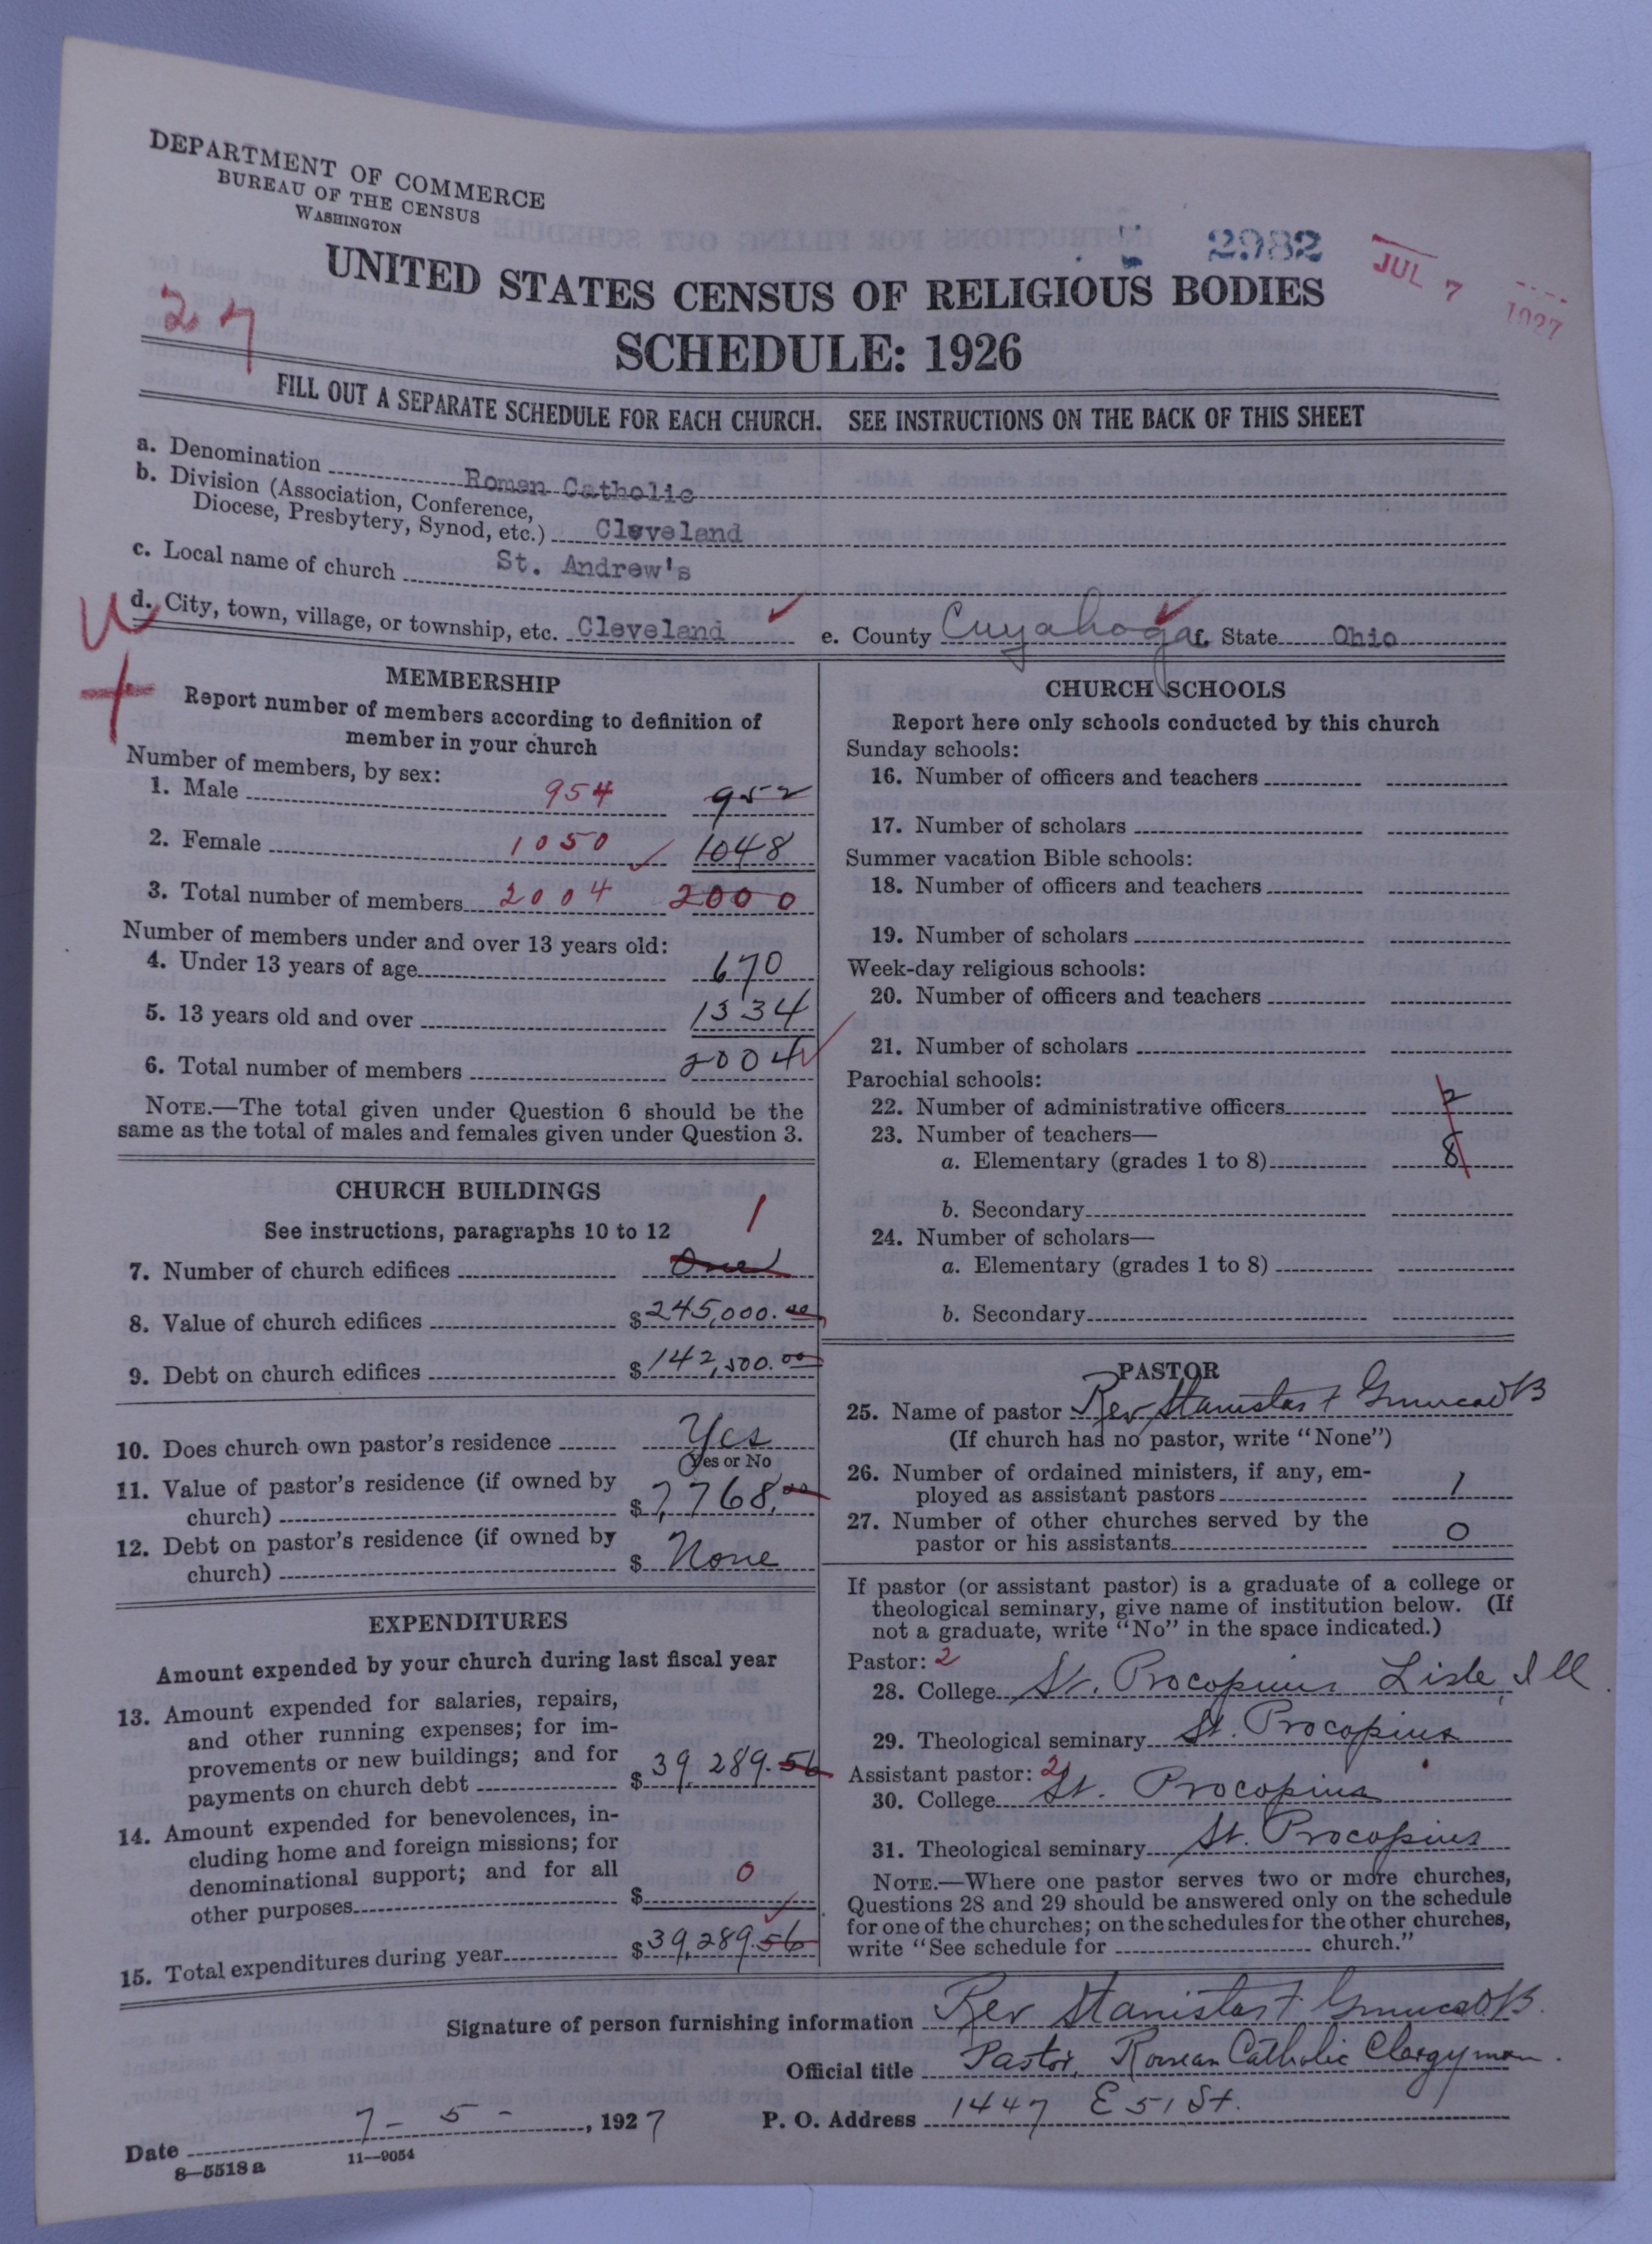 DEPARTMENT OF COMMERCE
BUREAU OF THE CENSUS
WASHINGTON
2982
JUL 7 1927
UNITED STATES CENSUS OF RELIGIOUS BODIES
27
SCHEDULE: 1926
FILL OUT A SEPARATE SCHEDULE FOR EACH CHURCH. SEE INSTRUCTIONS ON THE BACK OF THIS SHEET
a. Denomination Roman Catholic
b. Division (Association, Conference,
Diocese, Presbytery, Synod, etc.) Cleveland
c. Local name of church St. Andrew's
d. City, town, village, or township, etc. Cleveland e. County Cuyahoga f. State Ohio
MEMBERSHIP
Report number of members according to definition of
member in your church
Number of members, by sex:
1. Male 954 952
2. Female 1050 1048
3. Total number of members 2004 2000
Number of members under and over 13 years old:
4. Under 13 years of age 670
5. 13 years old and over 1334
6. Total number of members 2004
NOTE.—The total given under Question 6 should be the
same as the total of males and females given under Question 3.
CHURCH BUILDINGS
See instructions, paragraphs 10 to 12
1
7. Number of church edifices One
8. Value of church edifices $245,000.00
9. Debt on church edifices $142,500.00
10. Does church own pastor's residence Yes
Yes or No
11. Value of pastor's residence (if owned by
church) $7,768.00
12. Debt on pastor's residence (if owned by
church) $ None
EXPENDITURES
Amount expended by your church during last fiscal year
13. Amount expended for salaries, repairs,
and other running expenses; for im-
provements or new buildings; and for
payments on church debt $39,289.56
14. Amount expended for benevolences, in-
cluding home and foreign missions; for
denominational support; and for all
other purposes $ 0
15. Total expenditures during year $39,289.56
CHURCH SCHOOLS
Report here only schools conducted by this church
Sunday schools:
16. Number of officers and teachers
17. Number of scholars
Summer vacation Bible schools:
18. Number of officers and teachers
19. Number of scholars
Week-day religious schools:
20. Number of officers and teachers
21. Number of scholars
Parochial schools:
22. Number of administrative officers 2
23. Number of teachers—
a. Elementary (grades 1 to 8) 8
b. Secondary
24. Number of scholars—
a. Elementary (grades 1 to 8)
b. Secondary
PASTOR
25. Name of pastor Rev Stanislas F
(If church has no pastor, write "None")
26. Number of ordained ministers, if any, em-
ployed as assistant pastors 1
27. Number of other churches served by the
pastor or his assistants 0
If pastor (or assistant pastor) is a graduate of a college or
theological seminary, give name of institution below. (If
not a graduate, write "No" in the space indicated.)
Pastor: 2
28. College St. Procopius Lisle, Ill.
29. Theological seminary St. Procopius
Assistant pastor: 2
30. College St. Procopius
31. Theological seminary St. Procopius
NOTE.—Where one pastor serves two or more churches,
Questions 28 and 29 should be answered only on the schedule
for one of the churches; on the schedules for the other churches,
write "See schedule for church."
Signature of person furnishing information Rev Stanislas F
Official title Pastor, Roman Catholic Clergyman.
Date 7-5-, 1927 P. O. Address 1447 E 51 St.
8—5518 a 11—9054